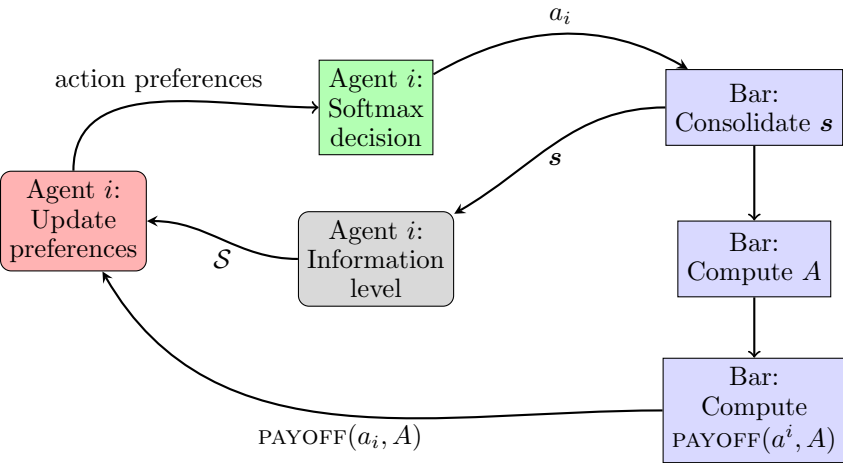 a_i
action preferences
Agent i:
Softmax
decision
Bar:
Consolidate s
s
Agent i:
Update
preferences
Agent i:
Information
level
𝒮
Bar:
Compute A
Bar:
Compute
PAYOFF(a^i, A)
PAYOFF(a_i, A)